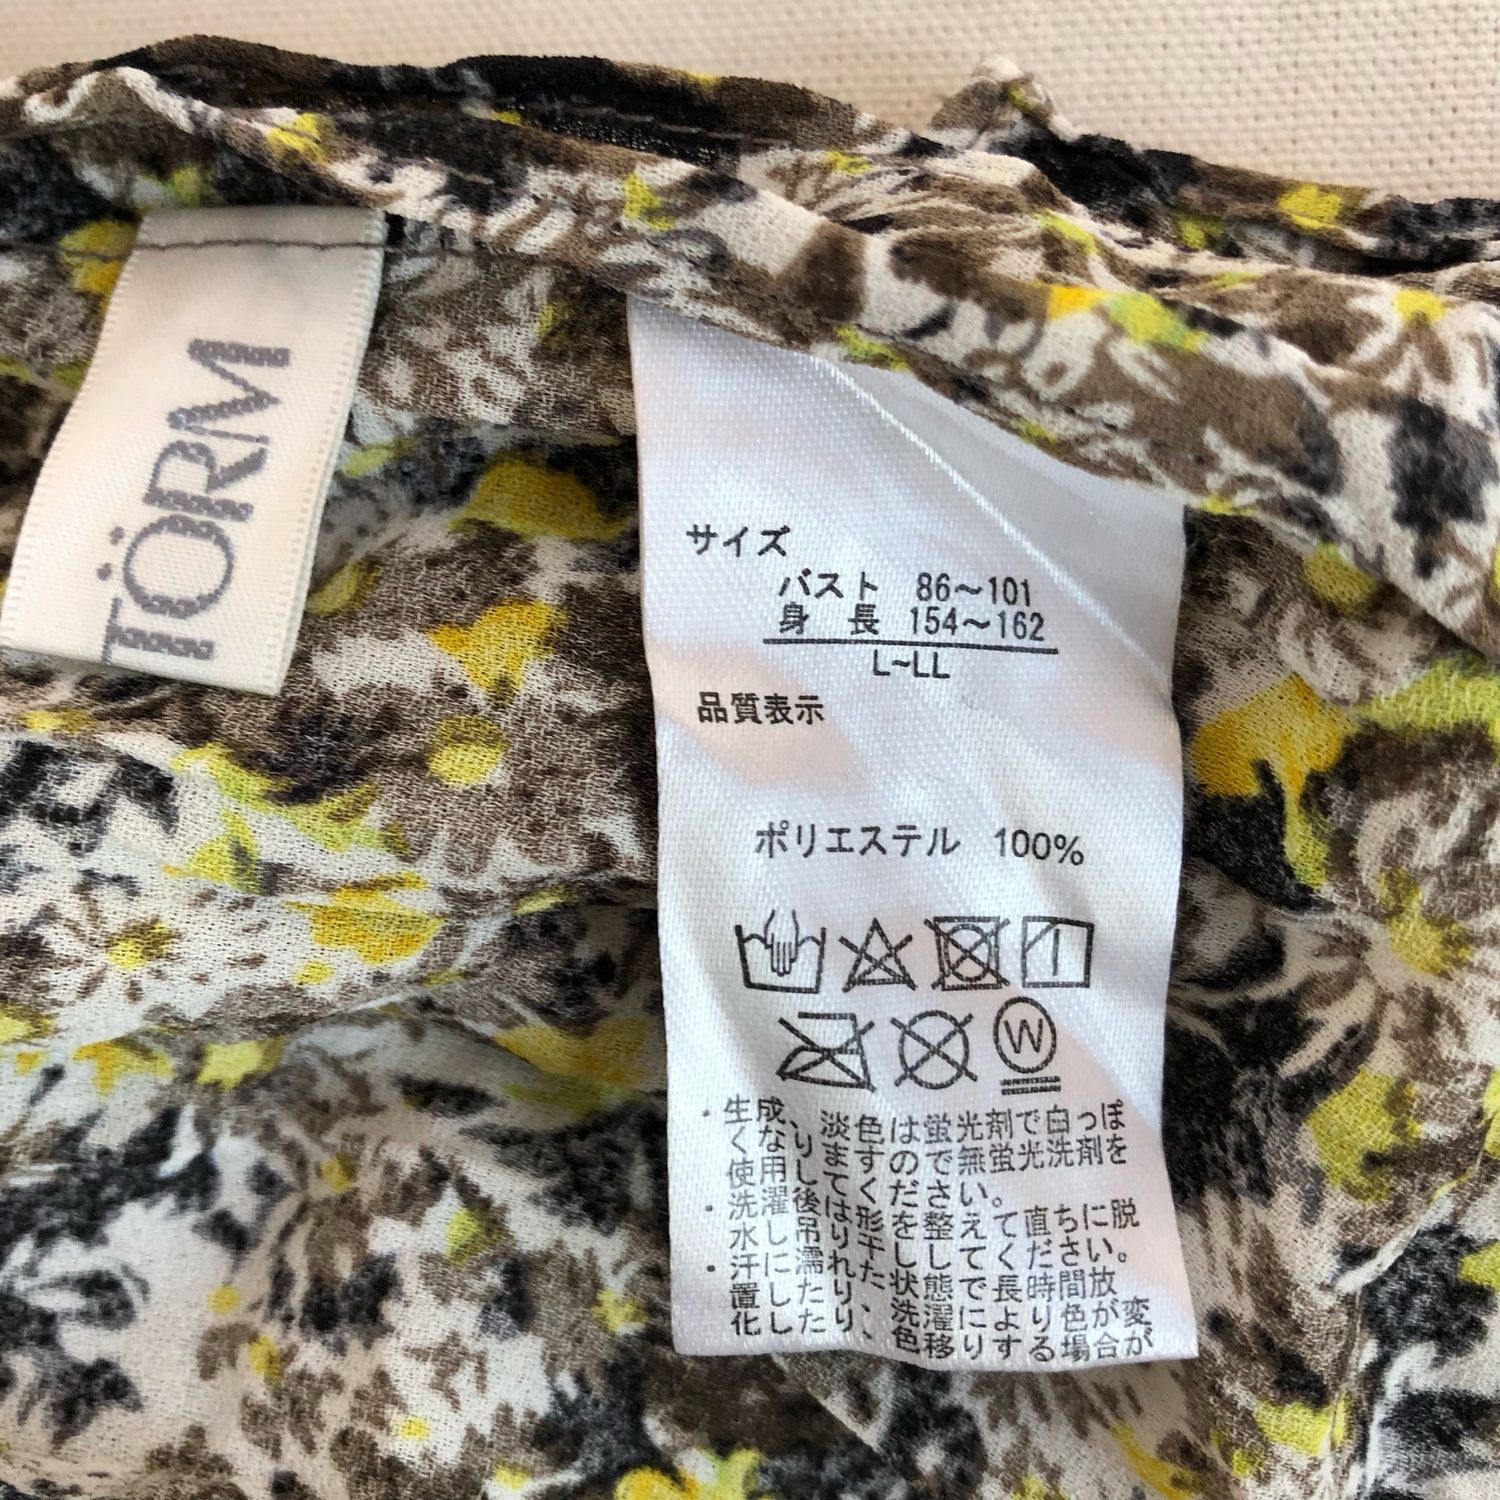 TÖRM
サイズ
バスト 86～101
身 長 154～162
L~LL
品質表示
ポリエステル 100%
W
・生成、淡色は蛍光剤で白っぽ
くなりますので無蛍光洗剤を
使用してください。
・洗濯後はく形を整えて直ちに脱
水し吊り干しをしてください。
・汗に濡れた状態で長時間放
置したり、洗濯により色が変
化したり、色移りする場合が